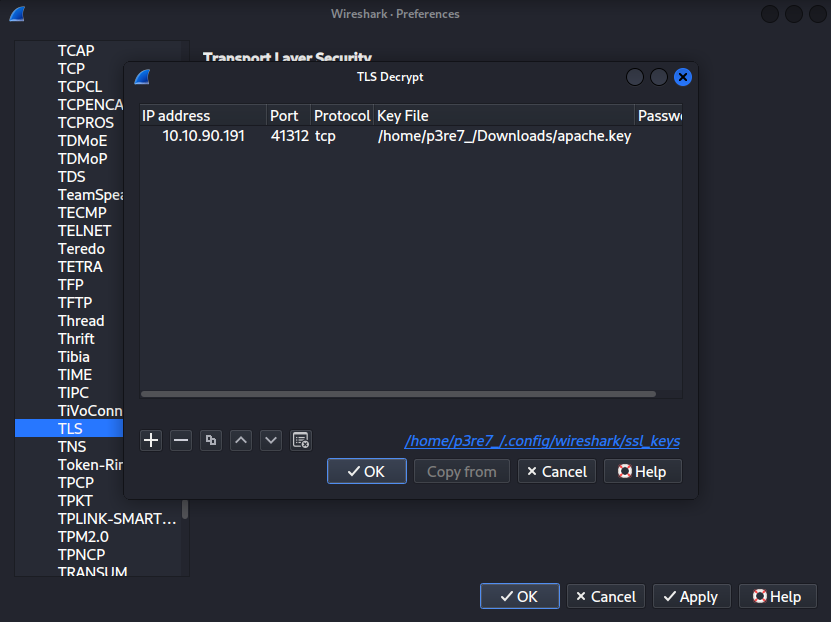 Wireshark · Preferences
TCAP
TCP
TCPCL
TCPENCA
TCPROS
TDMoE
TDMoP
TDS
TeamSpea
TECMP
TELNET
Teredo
TETRA
TFP
TFTP
Thread
Thrift
Tibia
TIME
TIPC
TiVoConn
TLS
TNS
Token-Rin
TPCP
TPKT
TPLINK-SMART...
TPM2.0
TPNCP
TRANSUM
Transport Layer Security
TLS Decrypt
IP address Port Protocol Key File Passwo
10.10.90.191 41312 tcp /home/p3re7_/Downloads/apache.key
/home/p3re7_/.config/wireshark/ssl_keys
OK Copy from Cancel Help
OK Cancel Apply Help